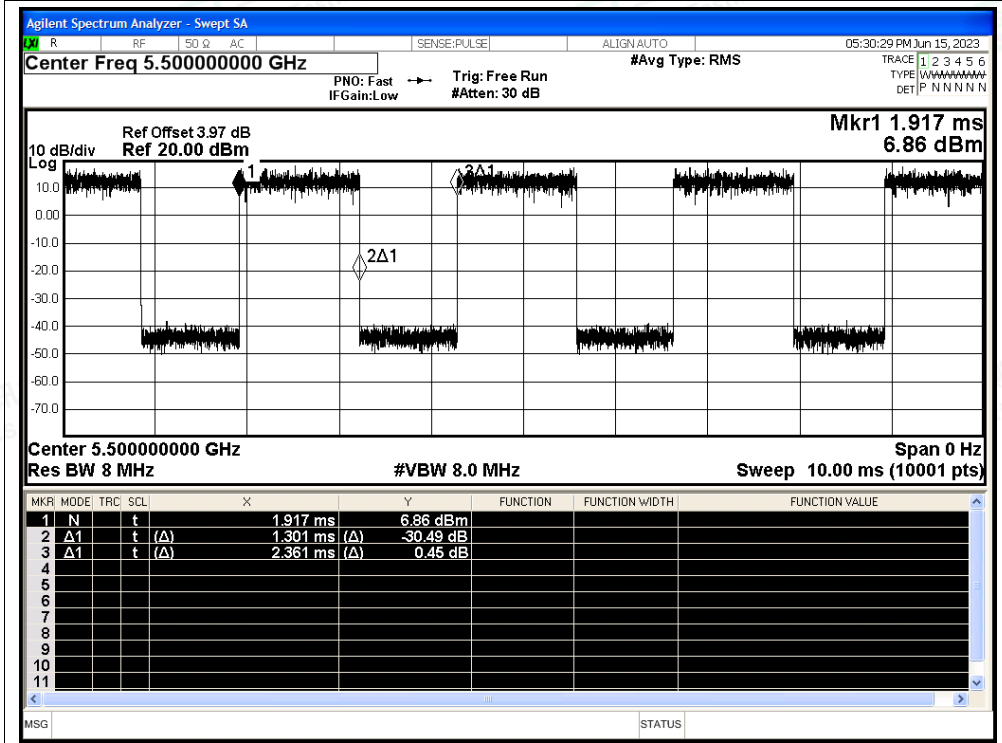 Agilent Spectrum Analyzer - Swept SA
LXI R RF 50 Ω AC SENSE:PULSE ALIGN AUTO 05:30:29 PM Jun 15, 2023
Center Freq 5.500000000 GHz #Avg Type: RMS TRACE 1 2 3 4 5 6
PNO: Fast Trig: Free Run TYPE
IFGain:Low #Atten: 30 dB DET P N N N N N
Mkr1 1.917 ms
Ref Offset 3.97 dB
10 dB/div Ref 20.00 dBm 6.86 dBm
Log
1 3Δ1
10.0
0.00
-10.0
2Δ1
-20.0
-30.0
-40.0
-50.0
-60.0
-70.0
Center 5.500000000 GHz Span 0 Hz
Res BW 8 MHz #VBW 8.0 MHz Sweep 10.00 ms (10001 pts)
MKR MODE TRC SCL X Y FUNCTION FUNCTION WIDTH FUNCTION VALUE
1 N t 1.917 ms 6.86 dBm
2 Δ1 t (Δ) 1.301 ms (Δ) -30.49 dB
3 Δ1 t (Δ) 2.361 ms (Δ) 0.45 dB
4
5
6
7
8
9
10
11
MSG STATUS